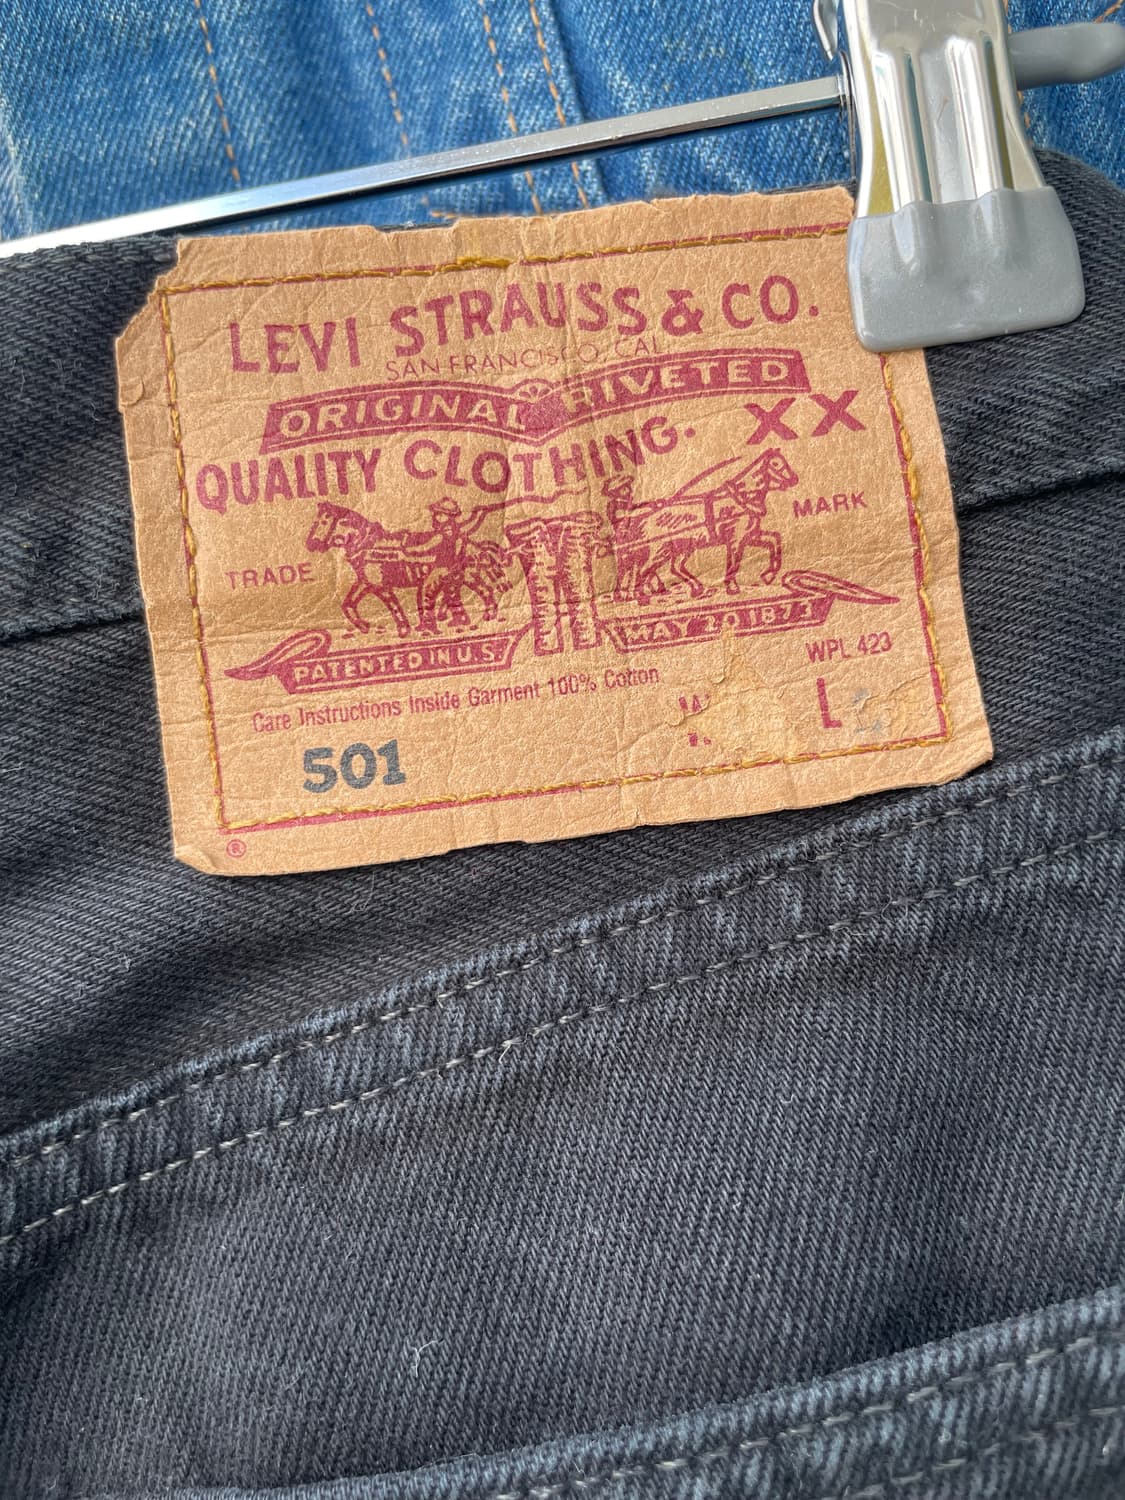 LEVI STRAUSS & CO.
SAN FRANCISCO, CAL
ORIGINAL RIVETED
QUALITY CLOTHING. XX
TRADE MARK
PATENTED IN U.S. MAY 20 1873
WPL 423
Care Instructions Inside Garment 100% Cotton
501 W L
®